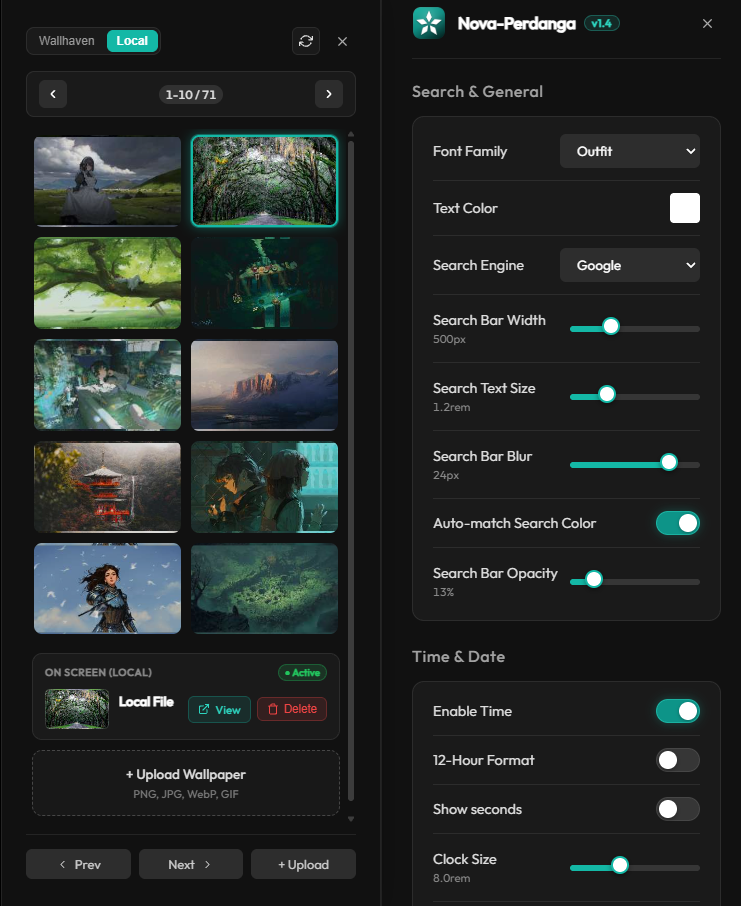 Wallhaven Local
1-10 / 71
ON SCREEN (LOCAL)
Active
Local File
View
Delete
+ Upload Wallpaper
PNG, JPG, WebP, GIF
Prev
Next
+ Upload
Nova-Perdanga v1.4
Search & General
Font Family
Outfit
Text Color
Search Engine
Google
Search Bar Width
500px
Search Text Size
1.2rem
Search Bar Blur
24px
Auto-match Search Color
Search Bar Opacity
13%
Time & Date
Enable Time
12-Hour Format
Show seconds
Clock Size
8.0rem